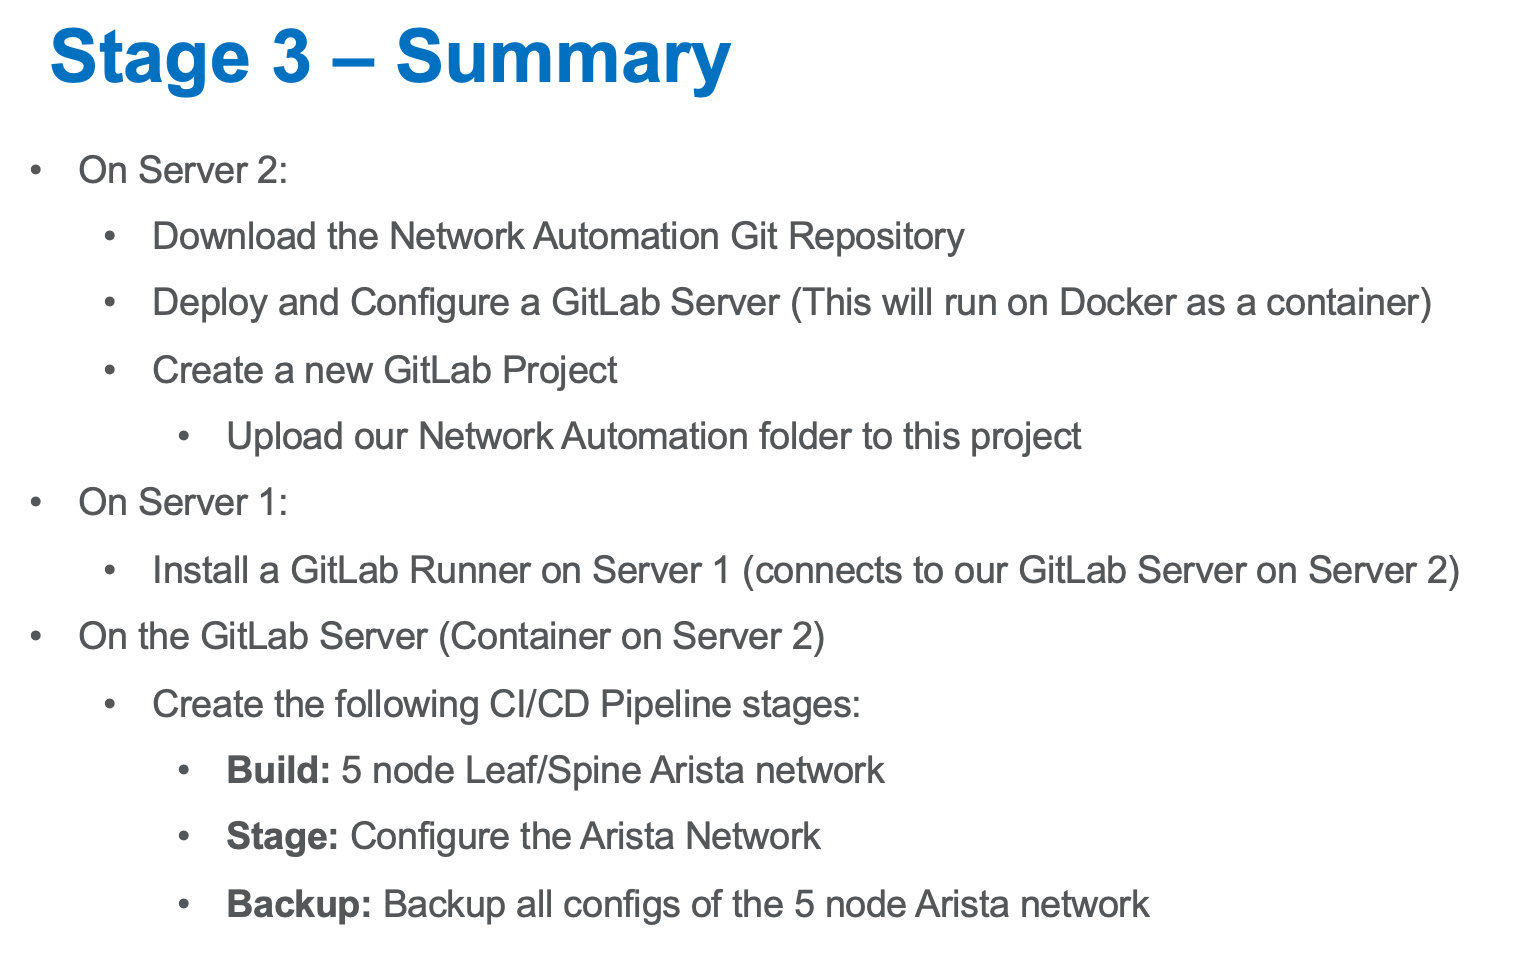 Stage 3 – Summary
• On Server 2:
• Download the Network Automation Git Repository
• Deploy and Configure a GitLab Server (This will run on Docker as a container)
• Create a new GitLab Project
• Upload our Network Automation folder to this project
• On Server 1:
• Install a GitLab Runner on Server 1 (connects to our GitLab Server on Server 2)
• On the GitLab Server (Container on Server 2)
• Create the following CI/CD Pipeline stages:
• Build: 5 node Leaf/Spine Arista network
• Stage: Configure the Arista Network
• Backup: Backup all configs of the 5 node Arista network